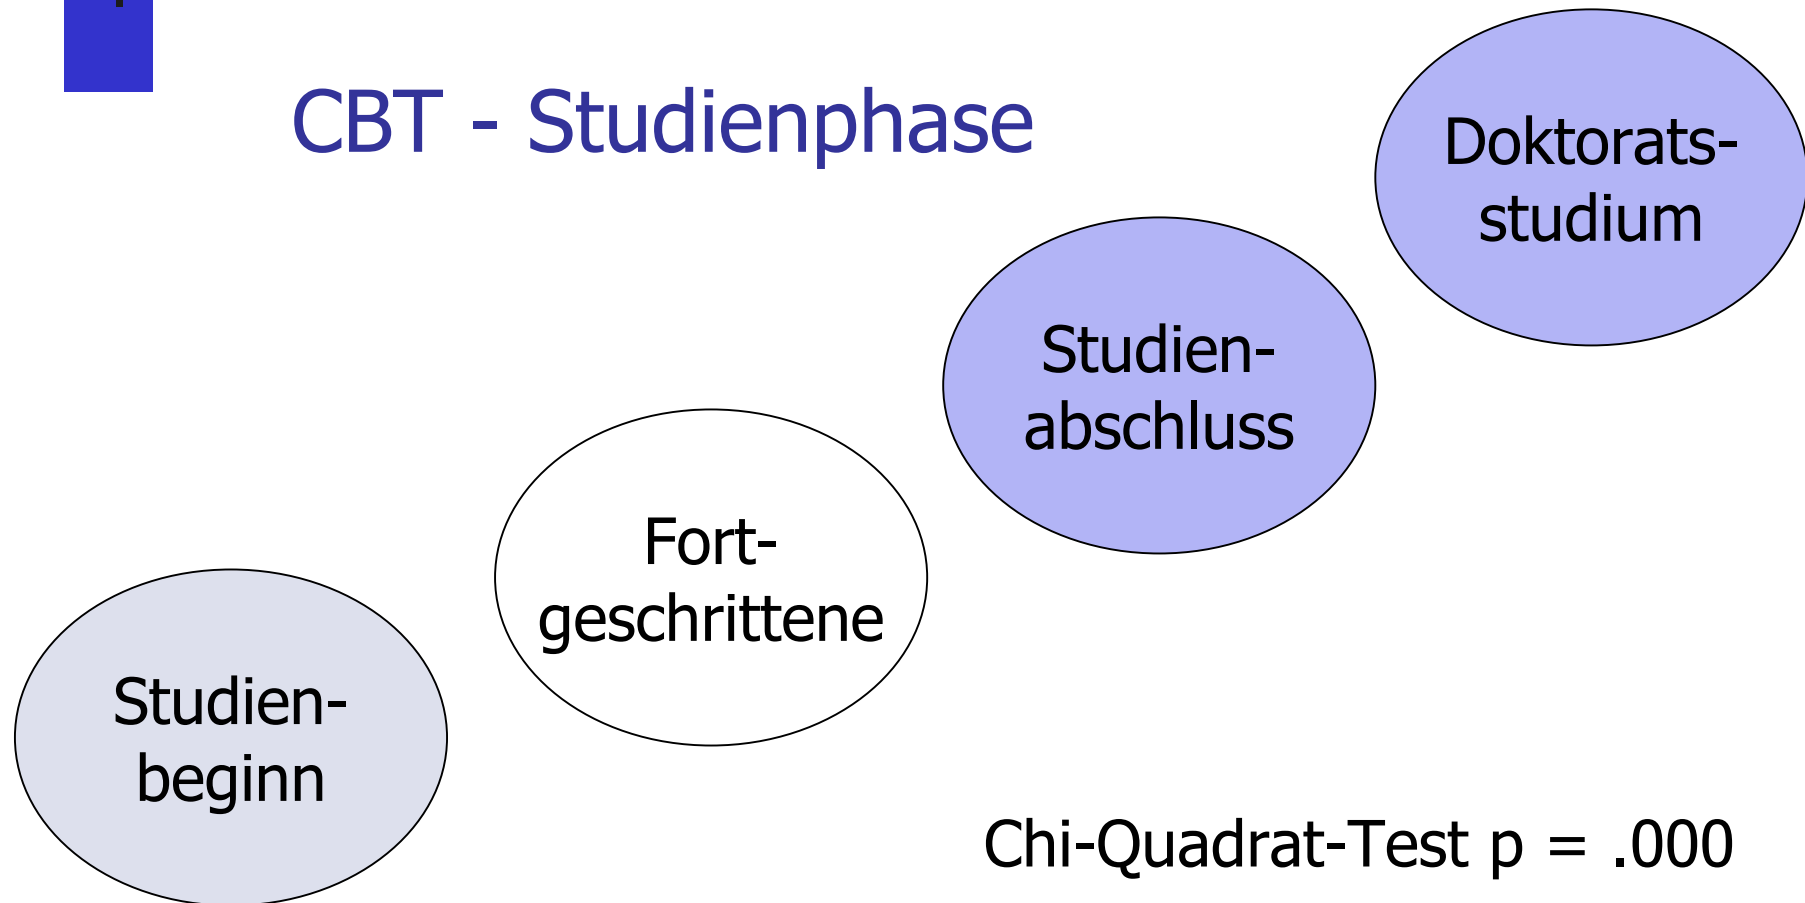 CBT - Studienphase
Doktorats-
studium
Studien-
abschluss
Fort-
geschrittene
Studien-
beginn
Chi-Quadrat-Test p = .000